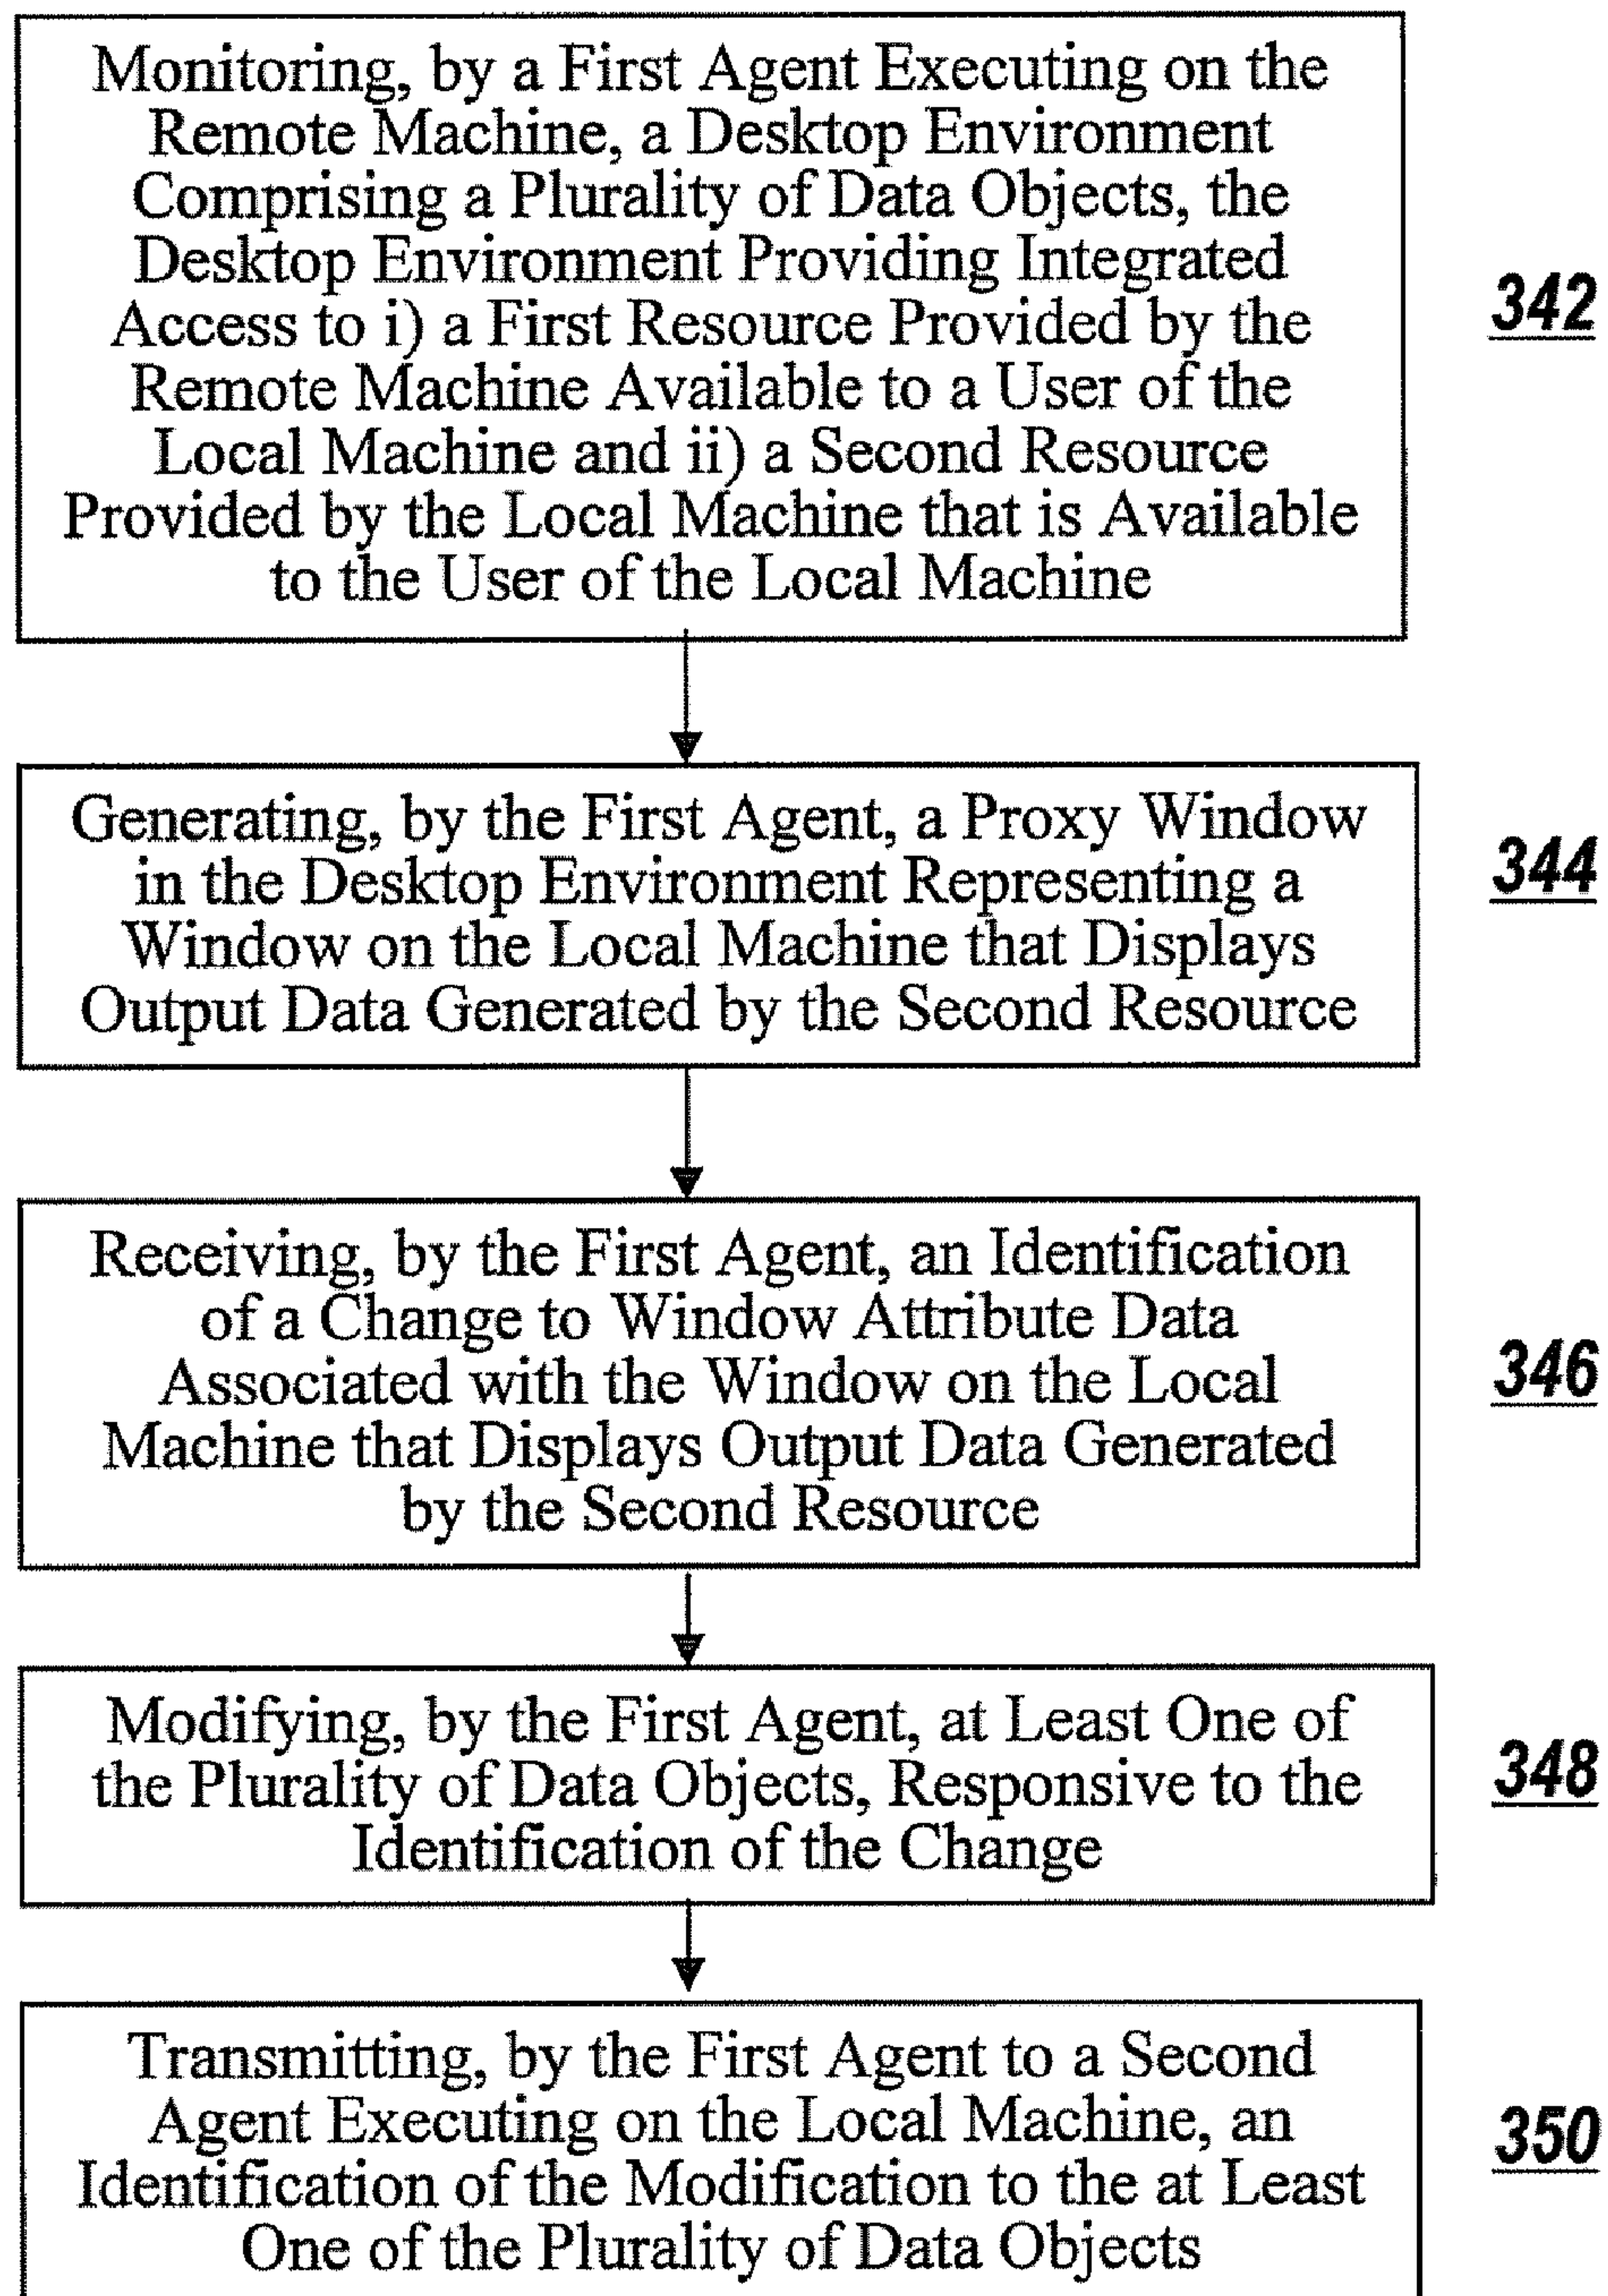 Monitoring, by a First Agent Executing on the
Remote Machine, a Desktop Environment
Comprising a Plurality of Data Objects, the
Desktop Environment Providing Integrated
Access to i) a First Resource Provided by the
Remote Machine Available to a User of the
Local Machine and ii) a Second Resource
Provided by the Local Machine that is Available
to the User of the Local Machine
342
Generating, by the First Agent, a Proxy Window
in the Desktop Environment Representing a
Window on the Local Machine that Displays
Output Data Generated by the Second Resource
344
Receiving, by the First Agent, an Identification
of a Change to Window Attribute Data
Associated with the Window on the Local
Machine that Displays Output Data Generated
by the Second Resource
346
Modifying, by the First Agent, at Least One of
the Plurality of Data Objects, Responsive to the
Identification of the Change
348
Transmitting, by the First Agent to a Second
Agent Executing on the Local Machine, an
Identification of the Modification to the at Least
One of the Plurality of Data Objects
350